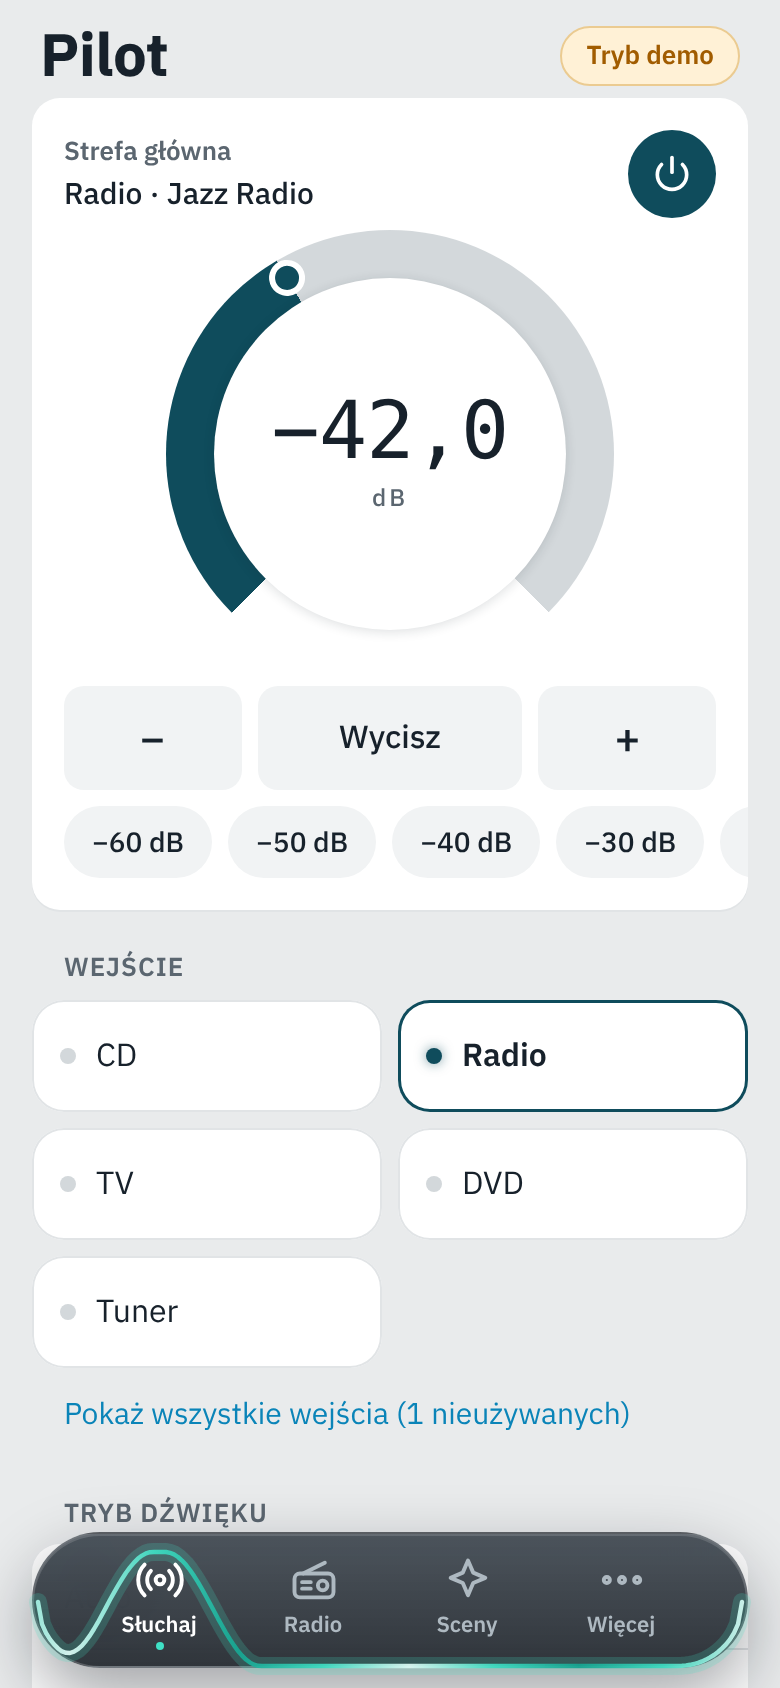 Pilot
Tryb demo
Strefa główna
Radio · Jazz Radio
−42,0
dB
−
Wycisz
+
−60 dB
−50 dB
−40 dB
−30 dB
WEJŚCIE
CD
Radio
TV
DVD
Tuner
Pokaż wszystkie wejścia (1 nieużywanych)
TRYB DŹWIĘKU
Słuchaj
Radio
Sceny
Więcej